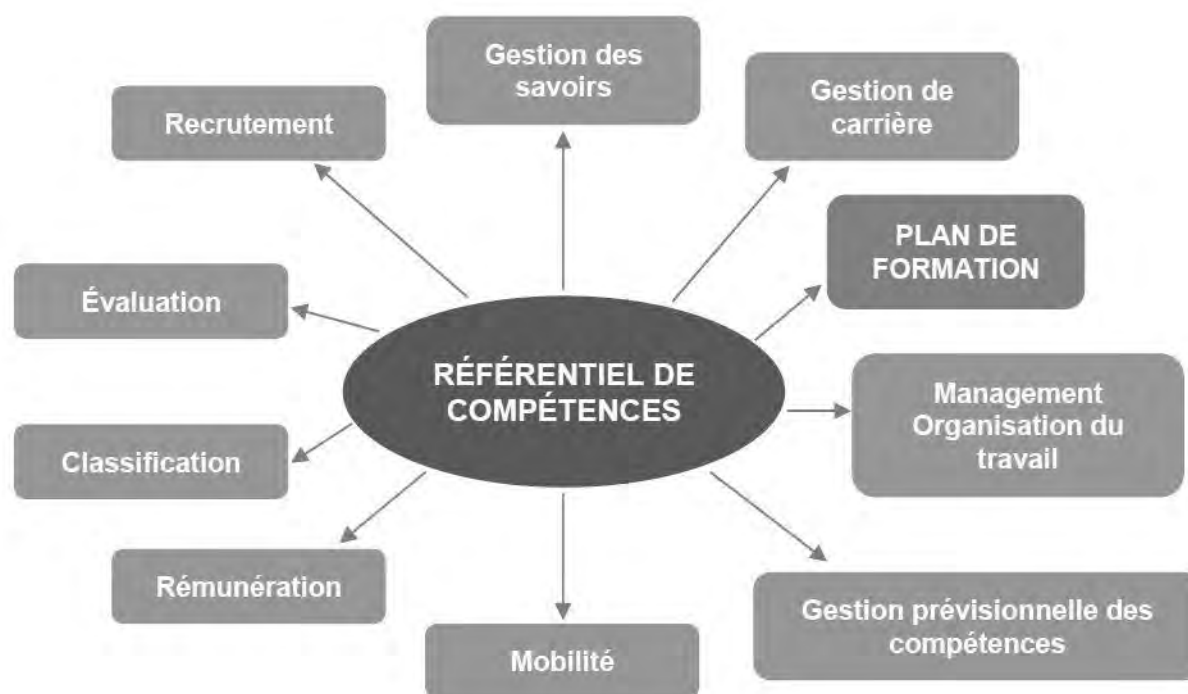 Gestion des
savoirs
Gestion de
carrière
Recrutement
PLAN DE
FORMATION
Évaluation
RÉFÉRENTIEL DE
COMPÉTENCES
Management
Organisation du
travail
Classification
Rémunération
Gestion prévisionnelle des
compétences
Mobilité